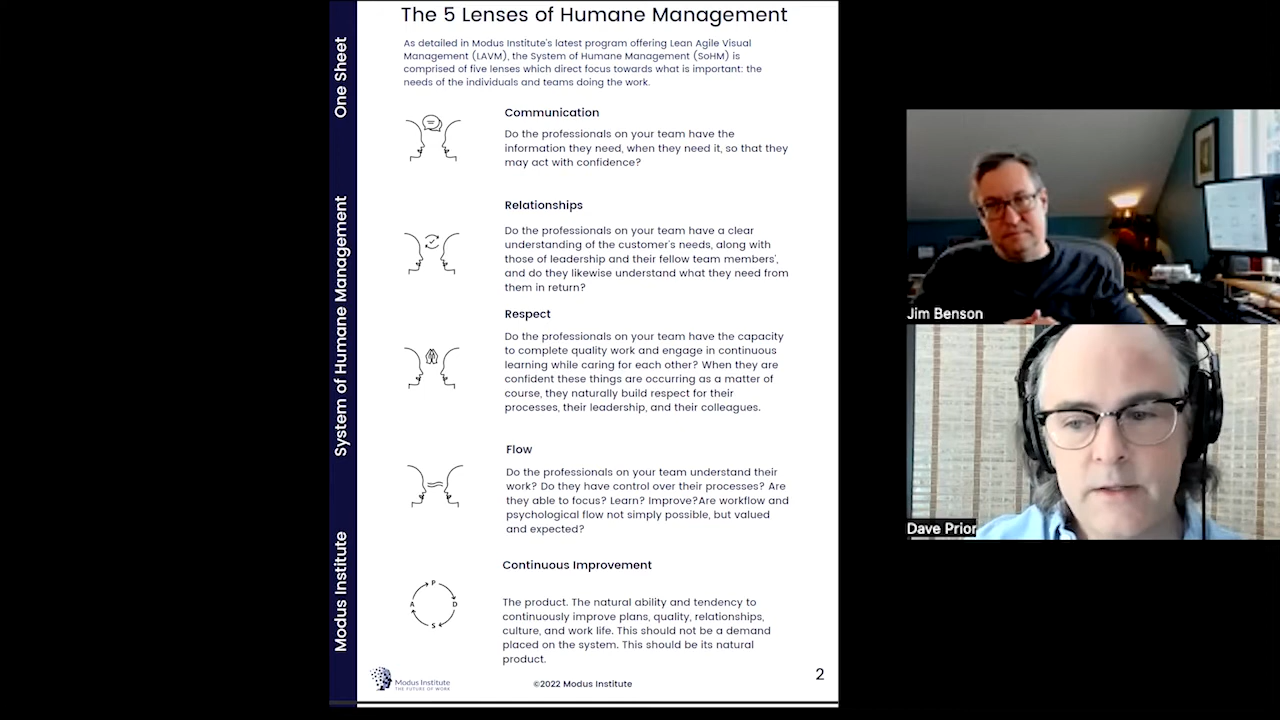 The 5 Lenses of Humane Management
As detailed in Modus Institute's latest program offering Lean Agile Visual
Management (LAVM), the System of Humane Management (SoHM) is
comprised of five lenses which direct focus towards what is important: the
needs of the individuals and teams doing the work.
Communication
Do the professionals on your team have the
information they need, when they need it, so that they
may act with confidence?
Relationships
Do the professionals on your team have a clear
understanding of the customer's needs, along with
those of leadership and their fellow team members',
and do they likewise understand what they need from
them in return?
Respect
Do the professionals on your team have the capacity
to complete quality work and engage in continuous
learning while caring for each other? When they are
confident these things are occurring as a matter of
course, they naturally build respect for their
processes, their leadership, and their colleagues.
Flow
Do the professionals on your team understand their
work? Do they have control over their processes? Are
they able to focus? Learn? Improve?Are workflow and
psychological flow not simply possible, but valued
and expected?
Continuous Improvement
P
A D
S
The product. The natural ability and tendency to
continuously improve plans, quality, relationships,
culture, and work life. This should not be a demand
placed on the system. This should be its natural
product.
Modus Institute
THE FUTURE OF WORK
©2022 Modus Institute
2
Modus Institute
System of Humane Management
One Sheet
Jim Benson
Dave Prior